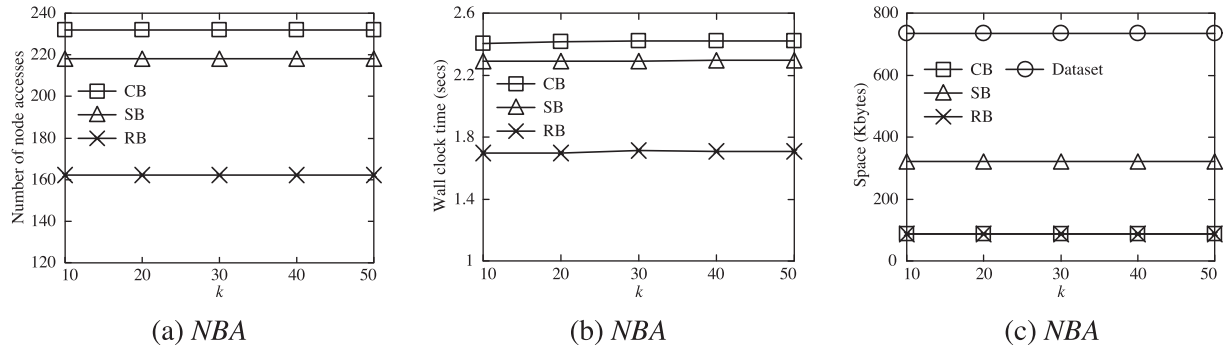 Number of node accesses
240
220
200
180
160
140
120
CB
SB
RB
10 20 30 40 50
k
(a) NBA
Wall clock time (secs)
2.6
2.2
1.8
1.4
1
CB
SB
RB
10 20 30 40 50
k
(b) NBA
Space (Kbytes)
800
600
400
200
0
CB Dataset
SB
RB
10 20 30 40 50
k
(c) NBA